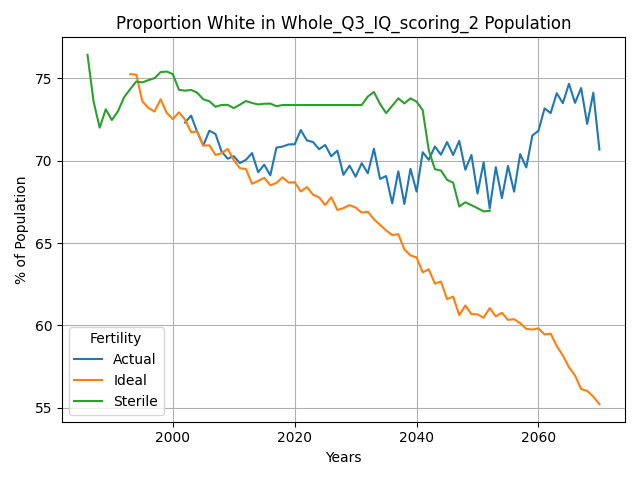 Proportion White in Whole_Q3_IQ_scoring_2 Population
% of Population
75
70
65
60
55
Fertility
Actual
Ideal
Sterile
2000
2020
2040
2060
Years